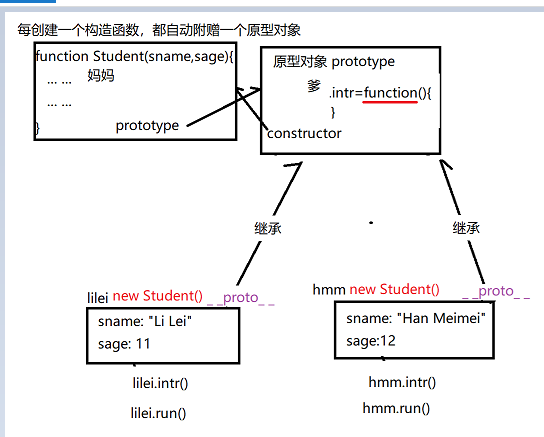 每创建一个构造函数，都自动附赠一个原型对象
function Student(sname,sage){
... ... 妈妈
... ...
}
prototype
原型对象 prototype
爹 .intr=function(){
}
constructor
继承
继承
lilei new Student() __proto__
sname: "Li Lei"
sage: 11
lilei.intr()
lilei.run()
hmm new Student() __proto__
sname: "Han Meimei"
sage:12
hmm.intr()
hmm.run()